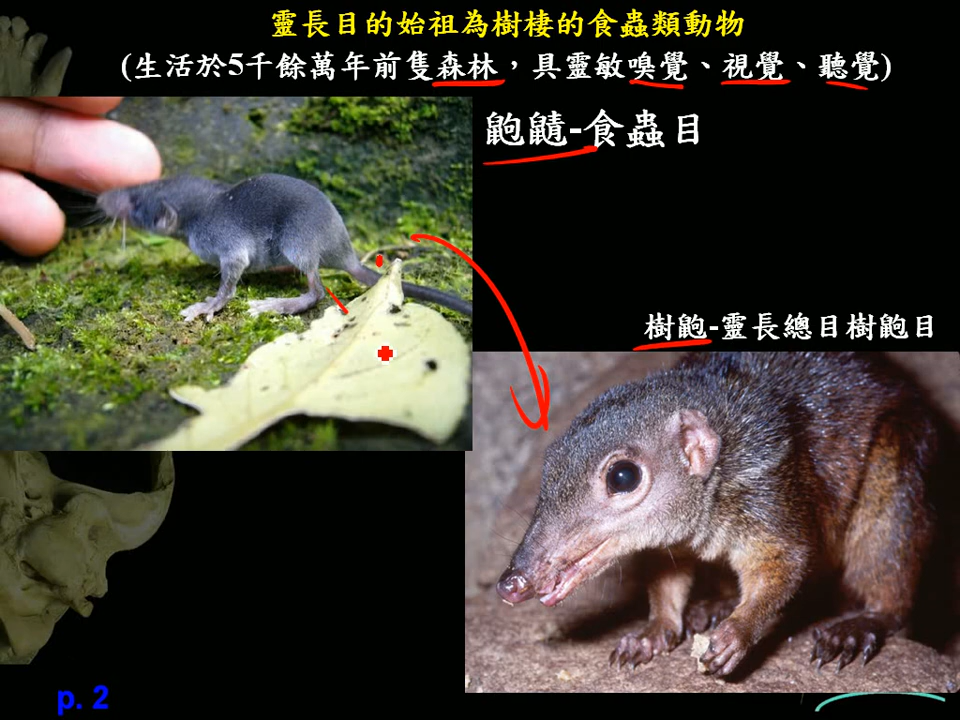 靈長目的始祖為樹棲的食蟲類動物
(生活於5千餘萬年前隻森林，具靈敏嗅覺、視覺、聽覺)
鼩鼱-食蟲目
樹鼩-靈長總目樹鼩目
p. 2